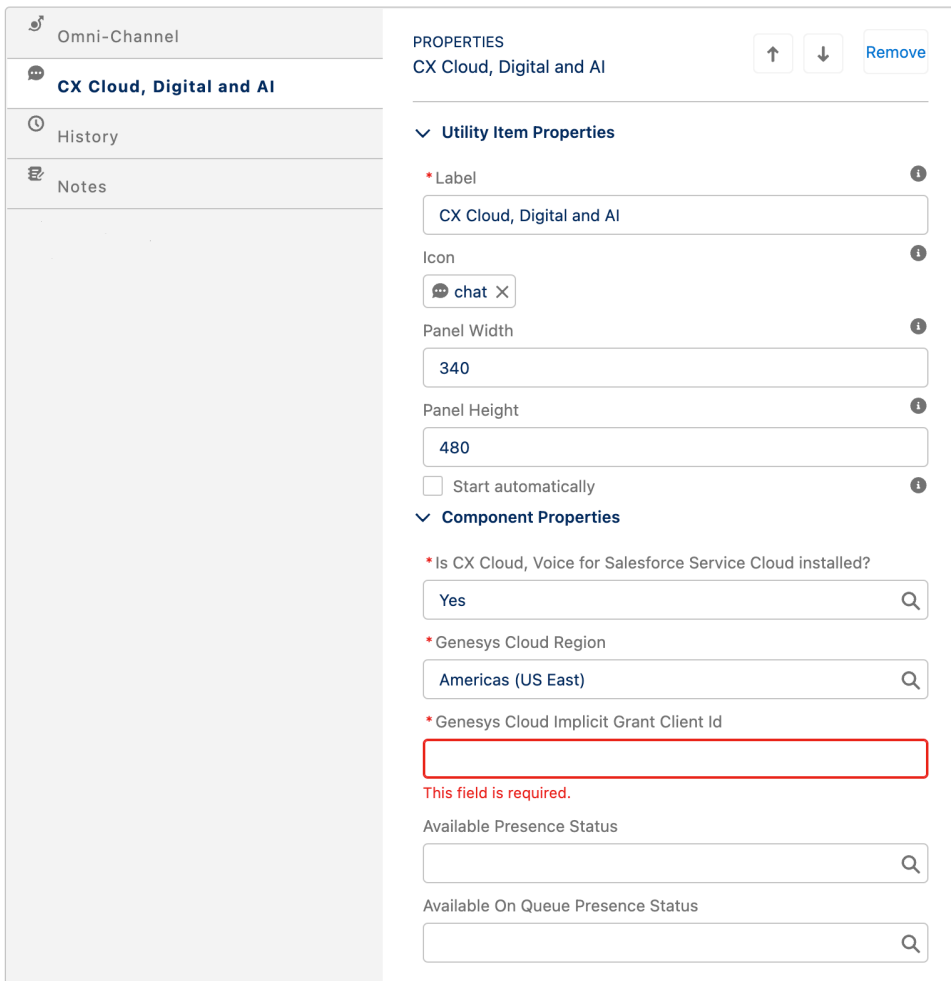 Omni-Channel
CX Cloud, Digital and AI
History
Notes
PROPERTIES
CX Cloud, Digital and AI
Remove
Utility Item Properties
*Label
CX Cloud, Digital and AI
Icon
chat
Panel Width
340
Panel Height
480
Start automatically
Component Properties
*Is CX Cloud, Voice for Salesforce Service Cloud installed?
Yes
*Genesys Cloud Region
Americas (US East)
*Genesys Cloud Implicit Grant Client Id
This field is required.
Available Presence Status
Available On Queue Presence Status